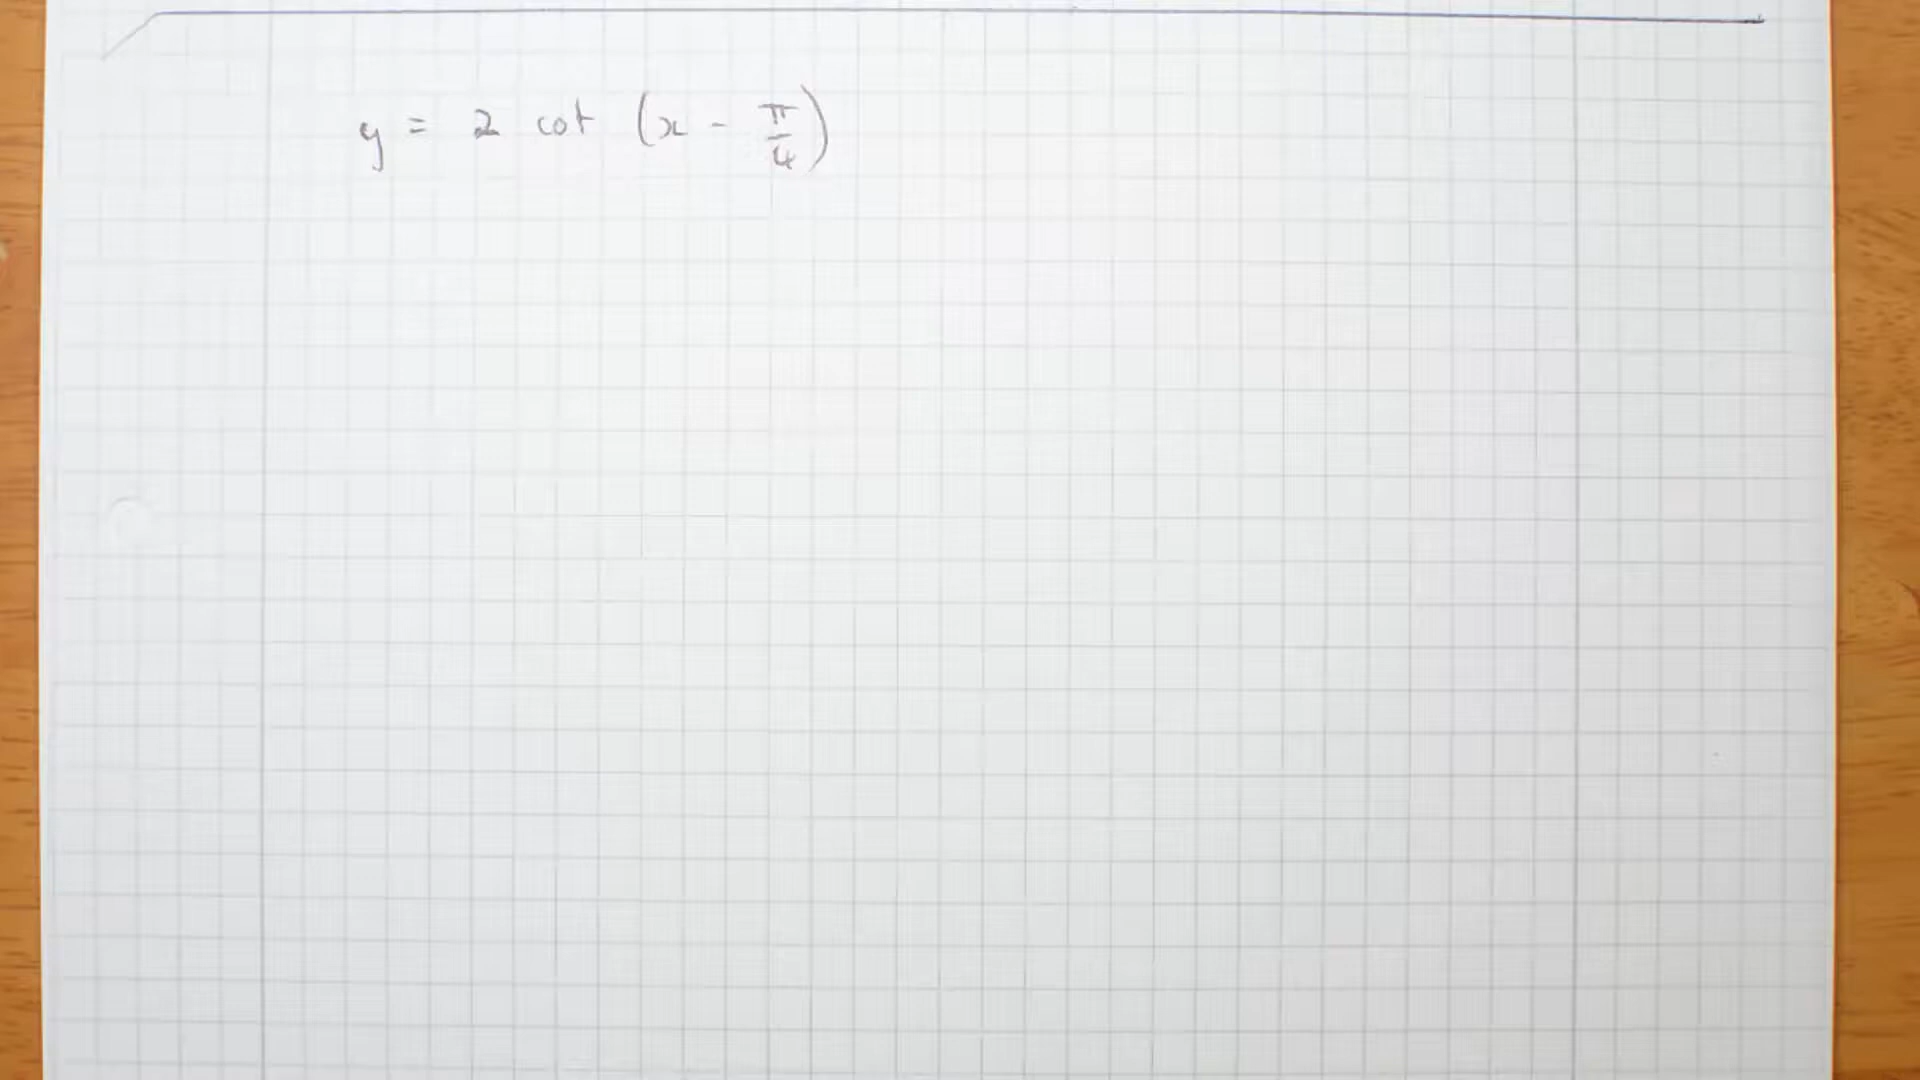 y = 2 cot (x - π/4)